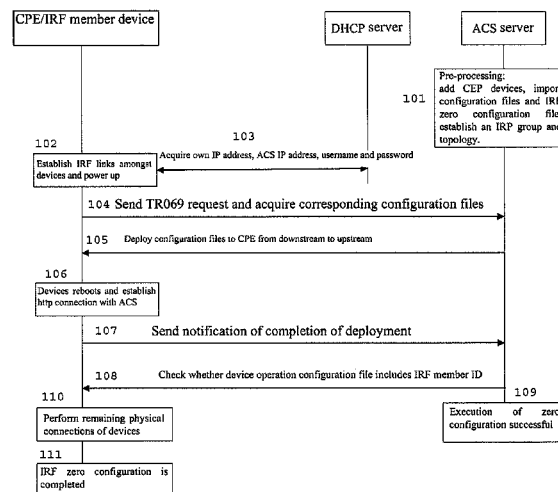 CPE/IRF member device
DHCP server
ACS server
Pre-processing:
add CEP devices, impor
configuration files and IRF
zero configuration file
establish an IRP group and
topology.
101
102
103
Establish IRF links amongst
devices and power up
Acquire own IP address, ACS IP address, username and password
104 Send TR069 request and acquire corresponding configuration files
105 Deploy configuration files to CPE from downstream to upstream
106
Devices reboots and establish
http connection with ACS
107 Send notification of completion of deployment
108 Check whether device operation configuration file includes IRF member ID
109
Execution of zero
configuration successful
110
Perform remaining physical
connections of devices
111
IRF zero configuration is
completed